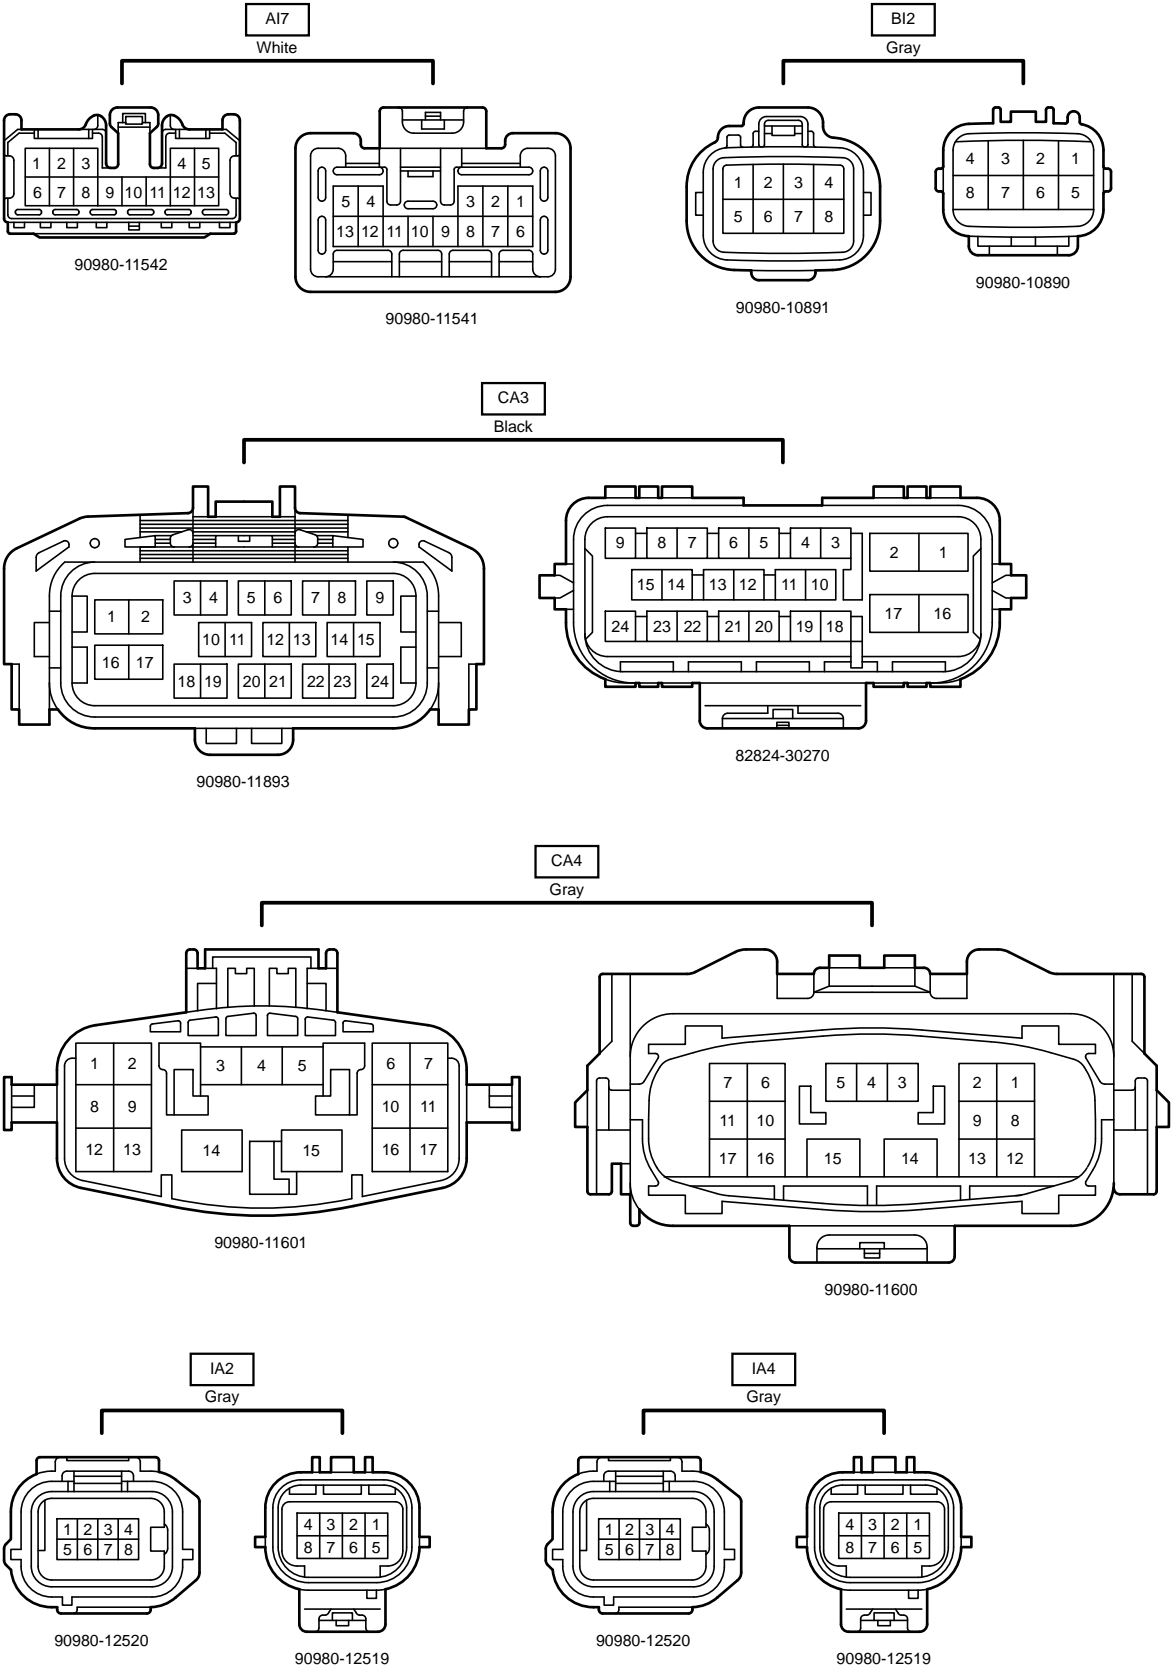 AI7
White
1 2 3 4 5
6 7 8 9 10 11 12 13
90980-11542
5 4 3 2 1
13 12 11 10 9 8 7 6
90980-11541
BI2
Gray
1 2 3 4
5 6 7 8
90980-10891
4 3 2 1
8 7 6 5
90980-10890
CA3
Black
3 4 5 6 7 8 9
1 2
10 11 12 13 14 15
16 17
18 19 20 21 22 23 24
90980-11893
9 8 7 6 5 4 3
2 1
15 14 13 12 11 10
17 16
24 23 22 21 20 19 18
82824-30270
CA4
Gray
1 2 3 4 5 6 7
8 9 10 11
12 13 14 15 16 17
90980-11601
7 6 5 4 3 2 1
11 10 9 8
17 16 15 14 13 12
90980-11600
IA2
Gray
1 2 3 4
5 6 7 8
90980-12520
4 3 2 1
8 7 6 5
90980-12519
IA4
Gray
1 2 3 4
5 6 7 8
90980-12520
4 3 2 1
8 7 6 5
90980-12519